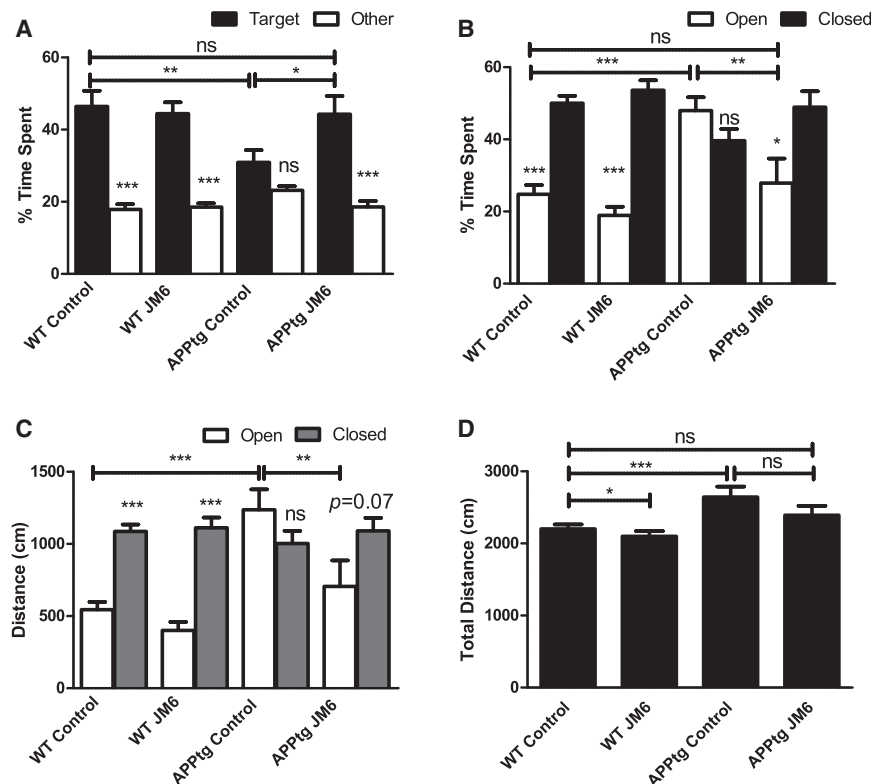 A
Target Other
ns
** *
*** *** ns ***
% Time Spent
60
40
20
0
WT Control
WT JM6
APPtg Control
APPtg JM6
B
Open Closed
ns
*** **
*** *** ns *
% Time Spent
60
40
20
0
WT Control
WT JM6
APPtg Control
APPtg JM6
C
Open Closed
*** **
*** *** ns p=0.07
Distance (cm)
1500
1000
500
0
WT Control
WT JM6
APPtg Control
APPtg JM6
D
ns
*** ns
*
Total Distance (cm)
3000
2000
1000
0
WT Control
WT JM6
APPtg Control
APPtg JM6